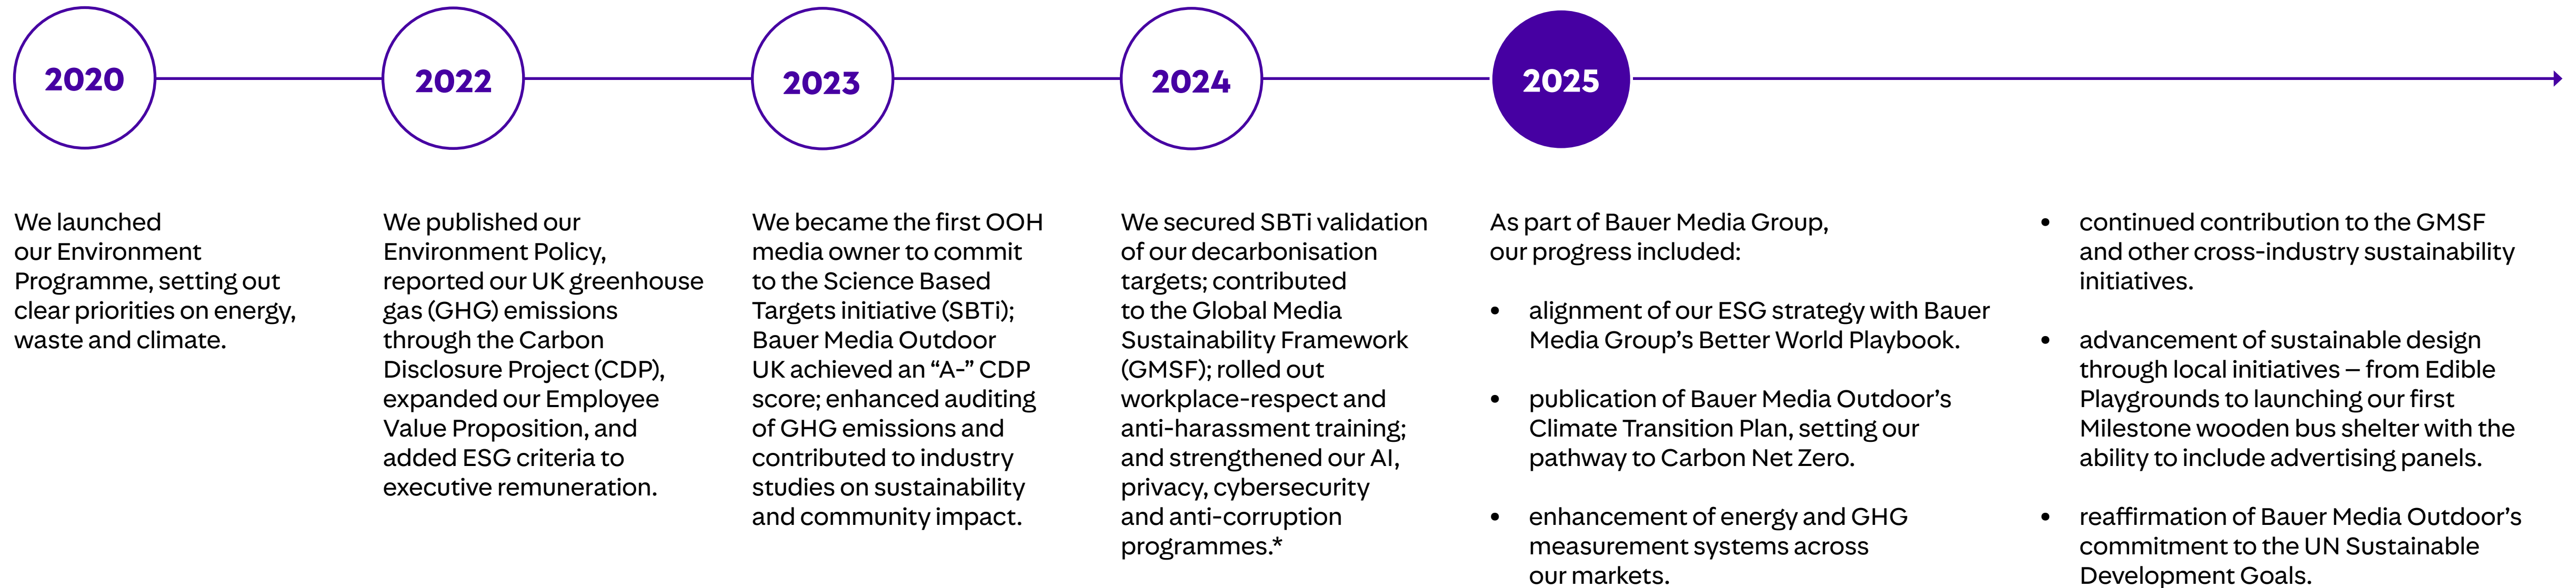 2020
We launched
our Environment
Programme, setting out
clear priorities on energy,
waste and climate.
2022
We published our
Environment Policy,
reported our UK greenhouse
gas (GHG) emissions
through the Carbon
Disclosure Project (CDP),
expanded our Employee
Value Proposition, and
added ESG criteria to
executive remuneration.
2023
We became the first OOH
media owner to commit
to the Science Based
Targets initiative (SBTi);
Bauer Media Outdoor
UK achieved an “A-” CDP
score; enhanced auditing
of GHG emissions and
contributed to industry
studies on sustainability
and community impact.
2024
We secured SBTi validation
of our decarbonisation
targets; contributed
to the Global Media
Sustainability Framework
(GMSF); rolled out
workplace-respect and
anti-harassment training;
and strengthened our AI,
privacy, cybersecurity
and anti-corruption
programmes.*
2025
As part of Bauer Media Group,
our progress included:
• alignment of our ESG strategy with Bauer
Media Group’s Better World Playbook.
• publication of Bauer Media Outdoor’s
Climate Transition Plan, setting our
pathway to Carbon Net Zero.
• enhancement of energy and GHG
measurement systems across
our markets.
• continued contribution to the GMSF
and other cross-industry sustainability
initiatives.
• advancement of sustainable design
through local initiatives – from Edible
Playgrounds to launching our first
Milestone wooden bus shelter with the
ability to include advertising panels.
• reaffirmation of Bauer Media Outdoor’s
commitment to the UN Sustainable
Development Goals.